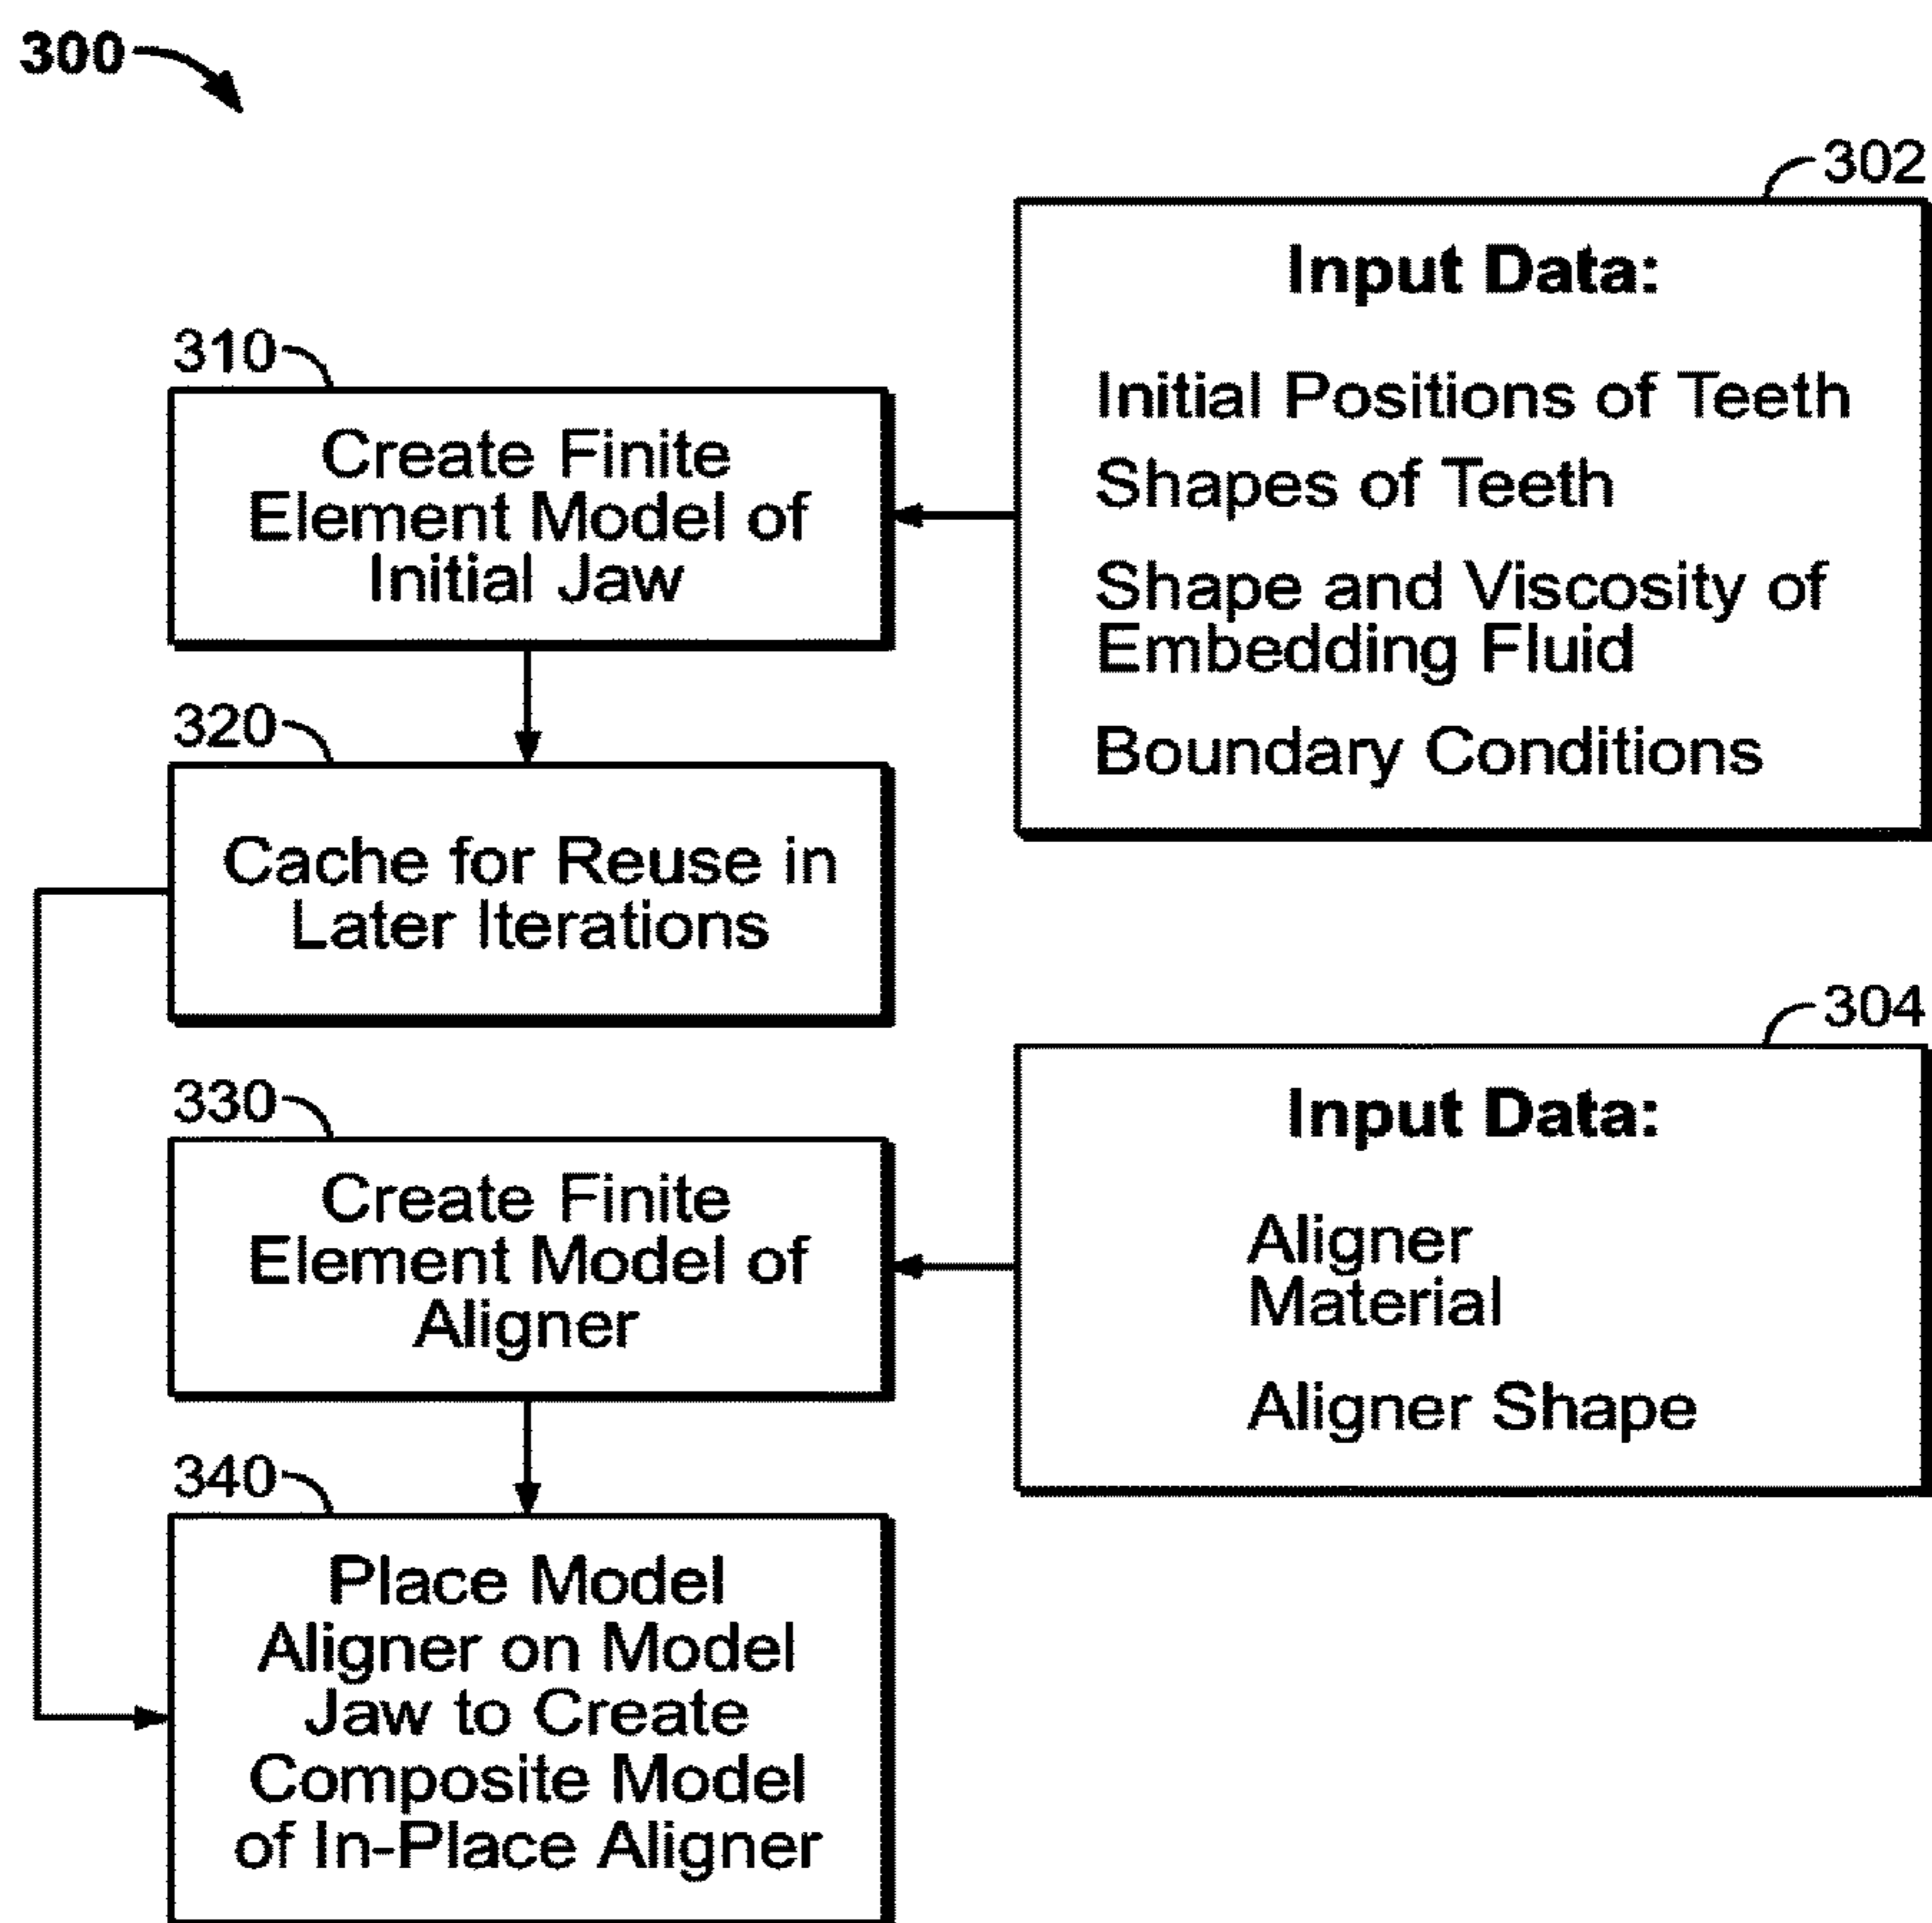 300
302
Input Data:
Initial Positions of Teeth
Shapes of Teeth
Shape and Viscosity of
Embedding Fluid
Boundary Conditions
310
Create Finite
Element Model of
Initial Jaw
320
Cache for Reuse in
Later Iterations
304
Input Data:
Aligner
Material
Aligner Shape
330
Create Finite
Element Model of
Aligner
340
Place Model
Aligner on Model
Jaw to Create
Composite Model
of In-Place Aligner